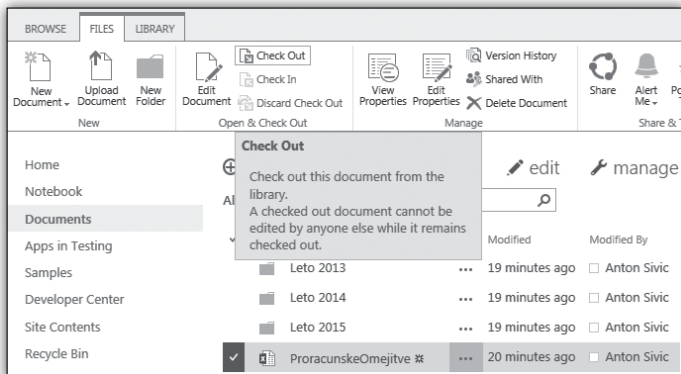 BROWSE FILES LIBRARY
Check Out
Version History
Check In
Shared With
New Document
Upload Document
New Folder
Edit Document
Discard Check Out
View Properties
Edit Properties
Delete Document
Share
Alert Me
New
Open & Check Out
Manage
Share &
Check Out
Check out this document from the
library.
A checked out document cannot be
edited by anyone else while it remains
checked out.
Home
edit
manage
Notebook
Documents
Modified
Modified By
Apps in Testing
Leto 2013 ... 19 minutes ago Anton Sivic
Samples
Leto 2014 ... 19 minutes ago Anton Sivic
Developer Center
Leto 2015 ... 19 minutes ago Anton Sivic
Site Contents
ProracunskeOmejitve ... 20 minutes ago Anton Sivic
Recycle Bin